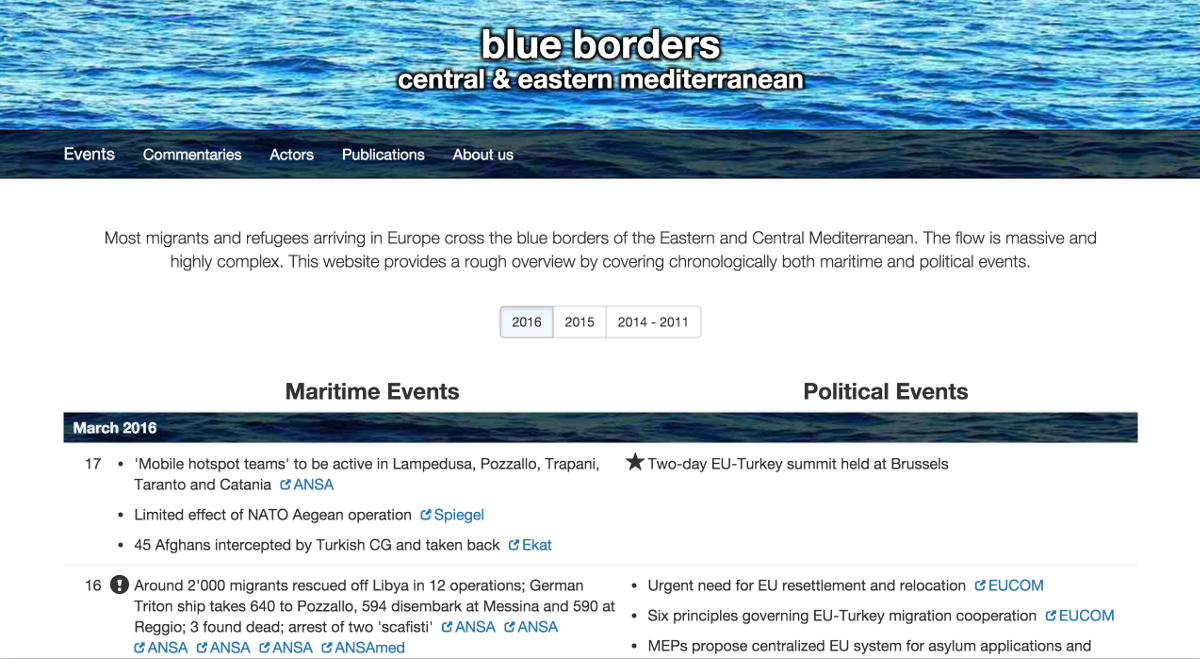 blue borders
central & eastern mediterranean
Events Commentaries Actors Publications About us
Most migrants and refugees arriving in Europe cross the blue borders of the Eastern and Central Mediterranean. The flow is massive and
highly complex. This website provides a rough overview by covering chronologically both maritime and political events.
2016 2015 2014 - 2011
Maritime Events
Political Events
March 2016
17 • 'Mobile hotspot teams' to be active in Lampedusa, Pozzallo, Trapani,
Taranto and Catania ANSA
• Limited effect of NATO Aegean operation Spiegel
• 45 Afghans intercepted by Turkish CG and taken back Ekat
★ Two-day EU-Turkey summit held at Brussels
16 Around 2'000 migrants rescued off Libya in 12 operations; German
Triton ship takes 640 to Pozzallo, 594 disembark at Messina and 590 at
Reggio; 3 found dead; arrest of two 'scafisti' ANSA ANSA
ANSA ANSA ANSA ANSAmed
• Urgent need for EU resettlement and relocation EUCOM
• Six principles governing EU-Turkey migration cooperation EUCOM
• MEPs propose centralized EU system for asylum applications and